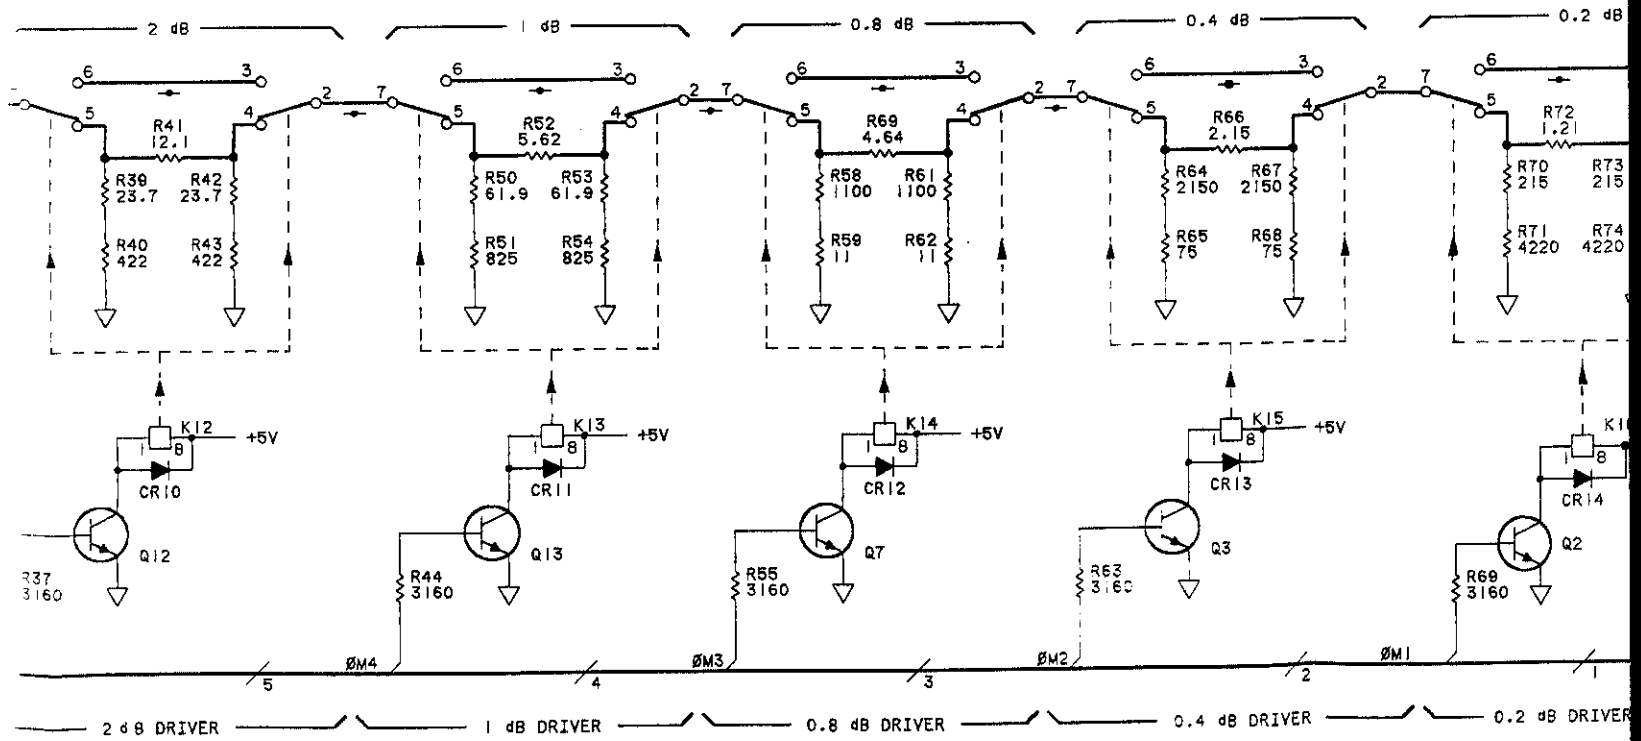 2 dB
1 dB
0.8 dB
0.4 dB
0.2 dB
6 3 6 3 6 3 6 3 6
2 7 2 7 2 7 2 7
5 4 5 4 5 4 5 4 5
R41
12.1
R52
5.62
R69
4.64
R66
2.15
R72
1.21
R39
23.7
R42
23.7
R50
61.9
R53
61.9
R58
1100
R61
1100
R64
2150
R67
2150
R70
215
R73
215
R40
422
R43
422
R51
825
R54
825
R59
11
R62
11
R65
75
R68
75
R71
4220
R74
4220
K12
1 8
+5V
CR10
Q12
K13
1 8
+5V
CR11
Q13
K14
1 8
+5V
CR12
Q7
K15
1 8
+5V
CR13
Q3
1 8
CR14
Q2
R37
3160
R44
3160
R55
3160
R63
3160
R69
3160
ØM4
ØM3
ØM2
ØM1
5
4
3
2
1
2 dB DRIVER
1 dB DRIVER
0.8 dB DRIVER
0.4 dB DRIVER
0.2 dB DRIVER